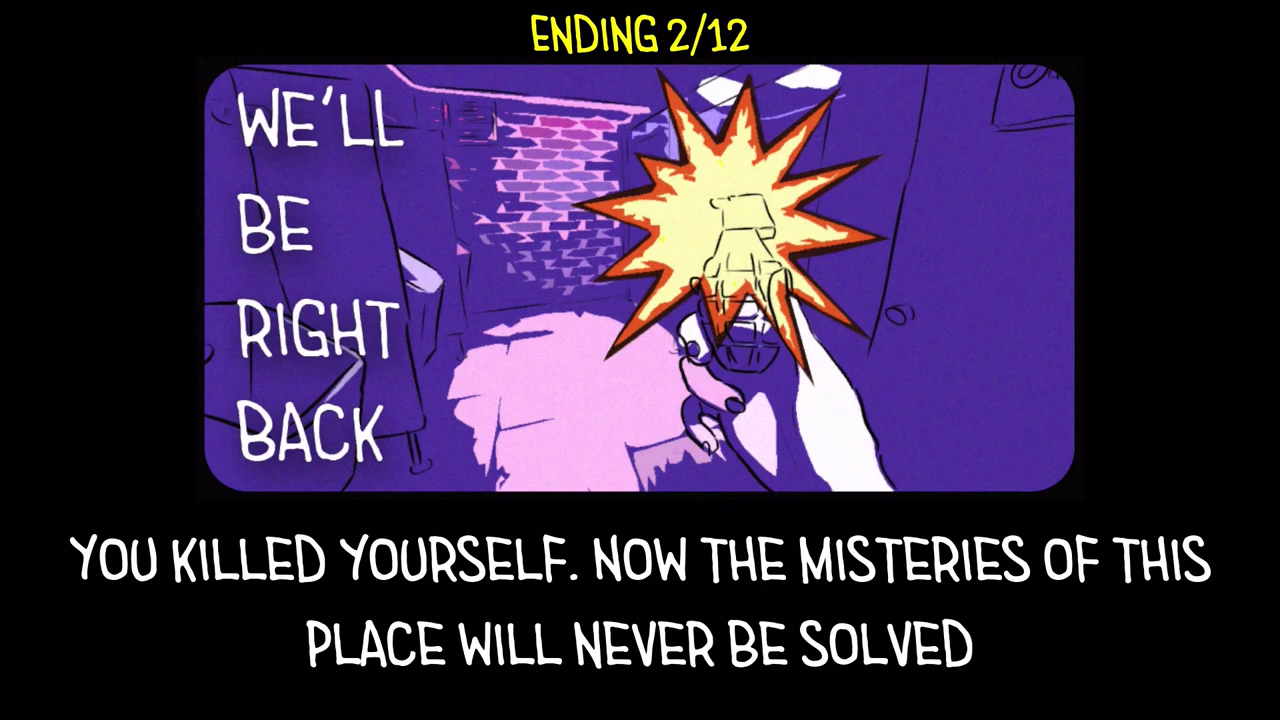 ENDING 2/12
WE'LL
BE
RIGHT
BACK
YOU KILLED YOURSELF. NOW THE MISTERIES OF THIS
PLACE WILL NEVER BE SOLVED